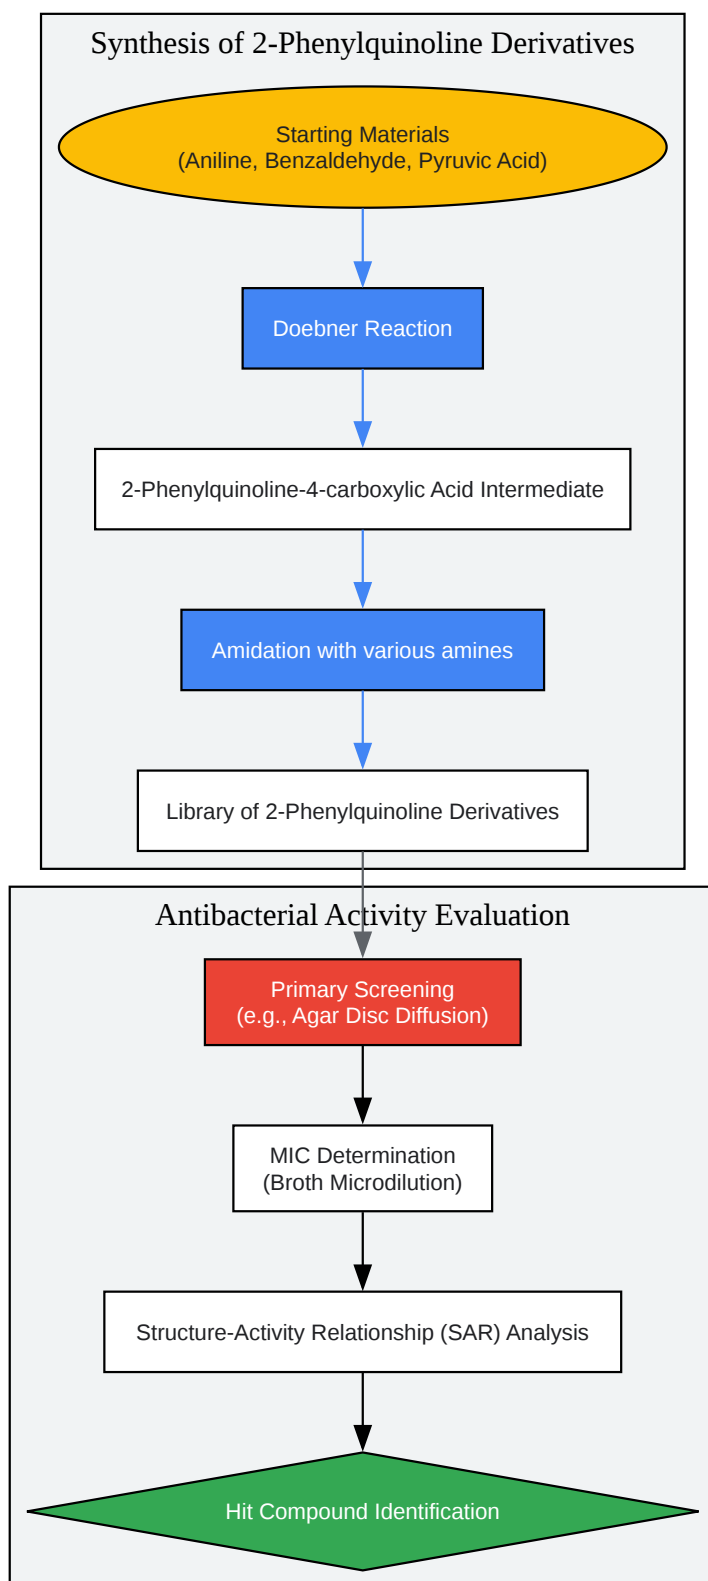 Synthesis of 2-Phenylquinoline Derivatives
Starting Materials
(Aniline, Benzaldehyde, Pyruvic Acid)
Doebner Reaction
2-Phenylquinoline-4-carboxylic Acid Intermediate
Amidation with various amines
Library of 2-Phenylquinoline Derivatives
Antibacterial Activity Evaluation
Primary Screening
(e.g., Agar Disc Diffusion)
MIC Determination
(Broth Microdilution)
Structure-Activity Relationship (SAR) Analysis
Hit Compound Identification